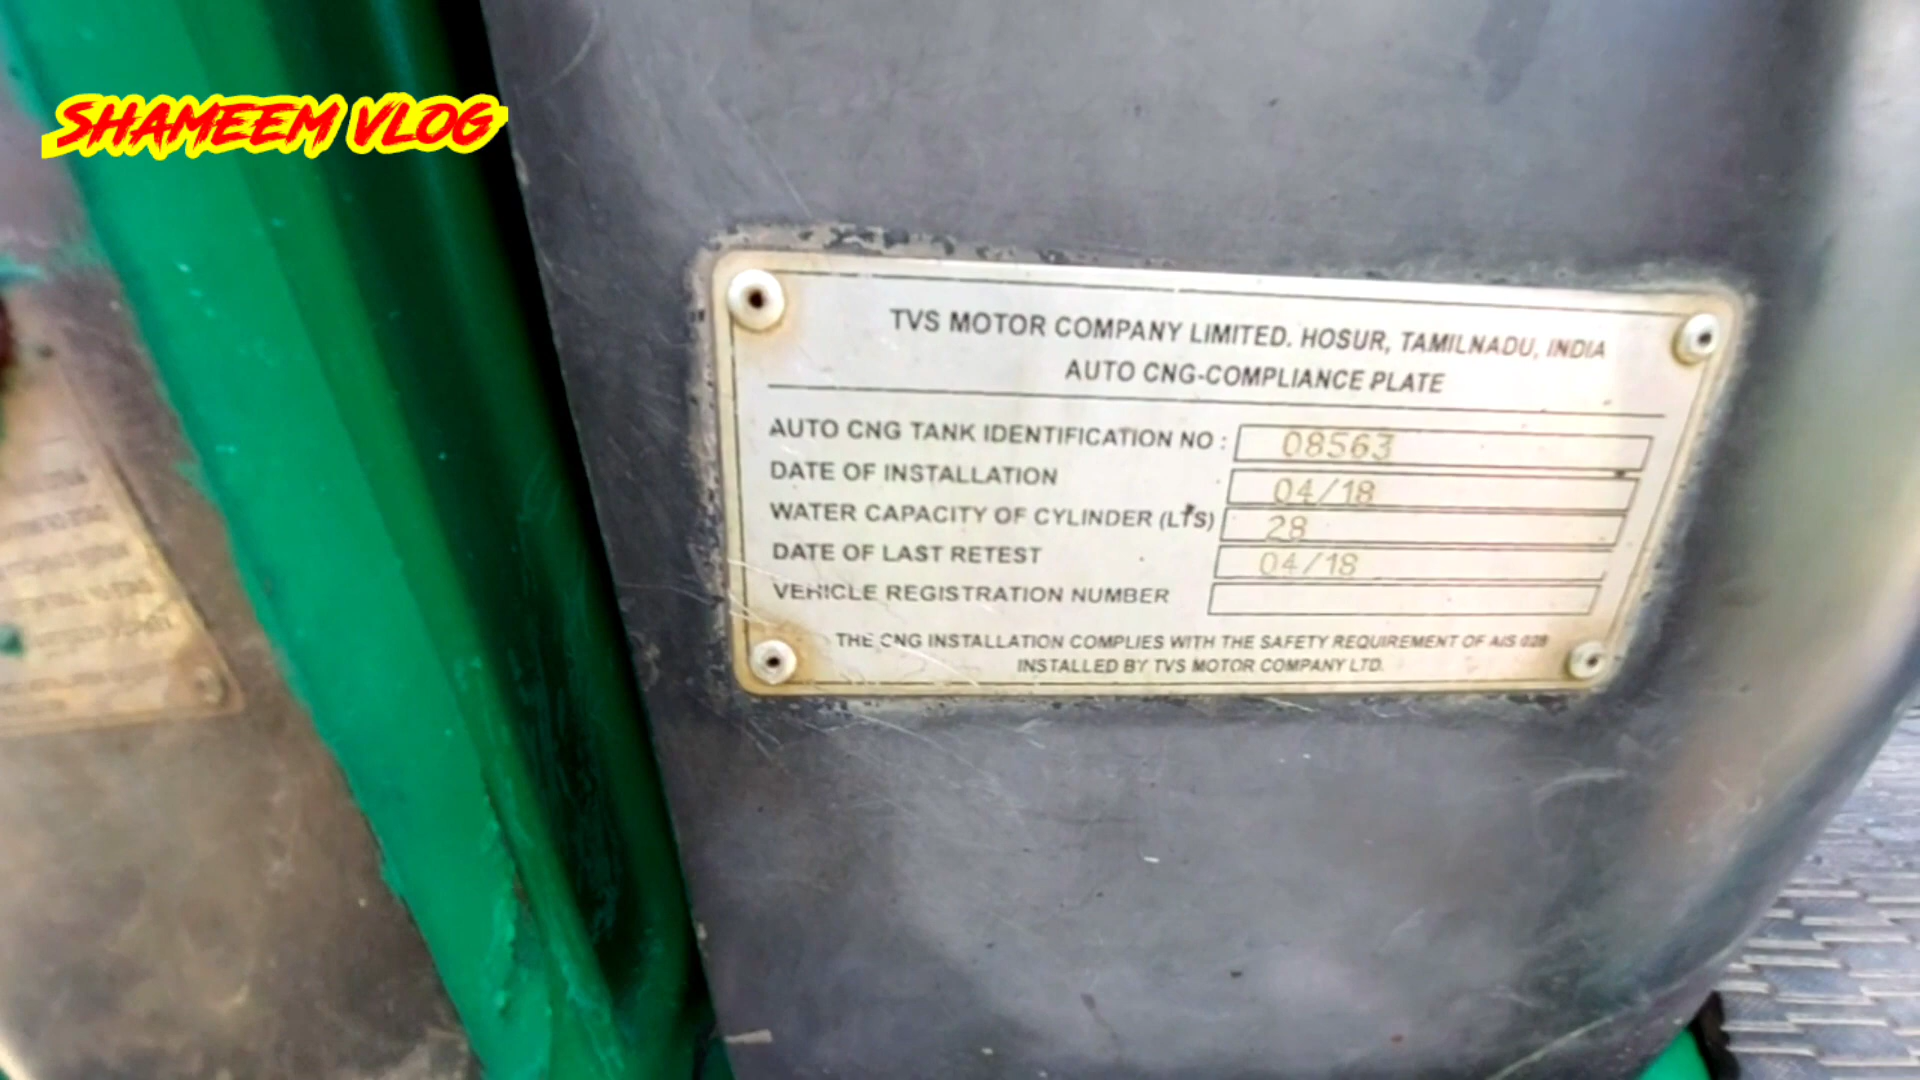 SHAMEEM VLOG
TVS MOTOR COMPANY LIMITED. HOSUR, TAMILNADU, INDIA
AUTO CNG-COMPLIANCE PLATE
AUTO CNG TANK IDENTIFICATION NO : 08563
DATE OF INSTALLATION 04/18
WATER CAPACITY OF CYLINDER (LTS) 28
DATE OF LAST RETEST 04/18
VEHICLE REGISTRATION NUMBER
THE CNG INSTALLATION COMPLIES WITH THE SAFETY REQUIREMENT OF AIS 028
INSTALLED BY TVS MOTOR COMPANY LTD.